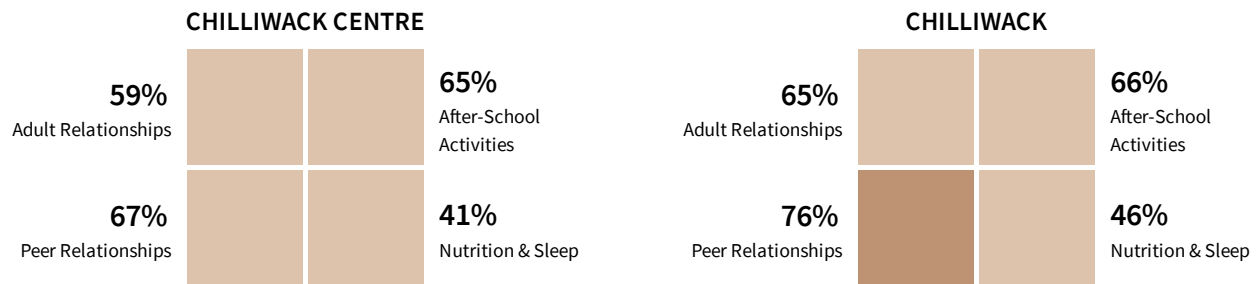 CHILLIWACK CENTRE
59%
Adult Relationships
65%
After-School
Activities
67%
Peer Relationships
41%
Nutrition & Sleep
CHILLIWACK
65%
Adult Relationships
66%
After-School
Activities
76%
Peer Relationships
46%
Nutrition & Sleep